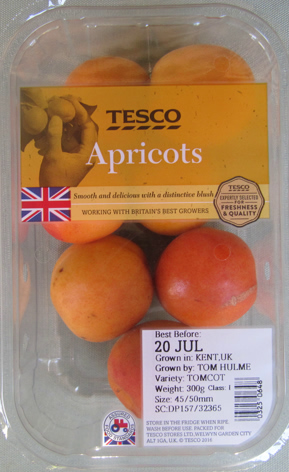 TESCO
Apricots
Smooth and delicious with a distinctive blush
WORKING WITH BRITAIN'S BEST GROWERS
TESCO
EXPERTLY SELECTED
FOR
FRESHNESS
& QUALITY
Best Before:
20 JUL
Grown in: KENT,UK
Grown by: TOM HULME
Variety: TOMCOT
Weight: 300g Class: I
Size: 45/50mm
SC:DP157/32365
STORE IN THE FRIDGE WHEN RIPE.
WASH BEFORE USE. PACKED FOR
TESCO STORES LTD, WELWYN GARDEN CITY
AL7 1GA, U.K. © TESCO 2016